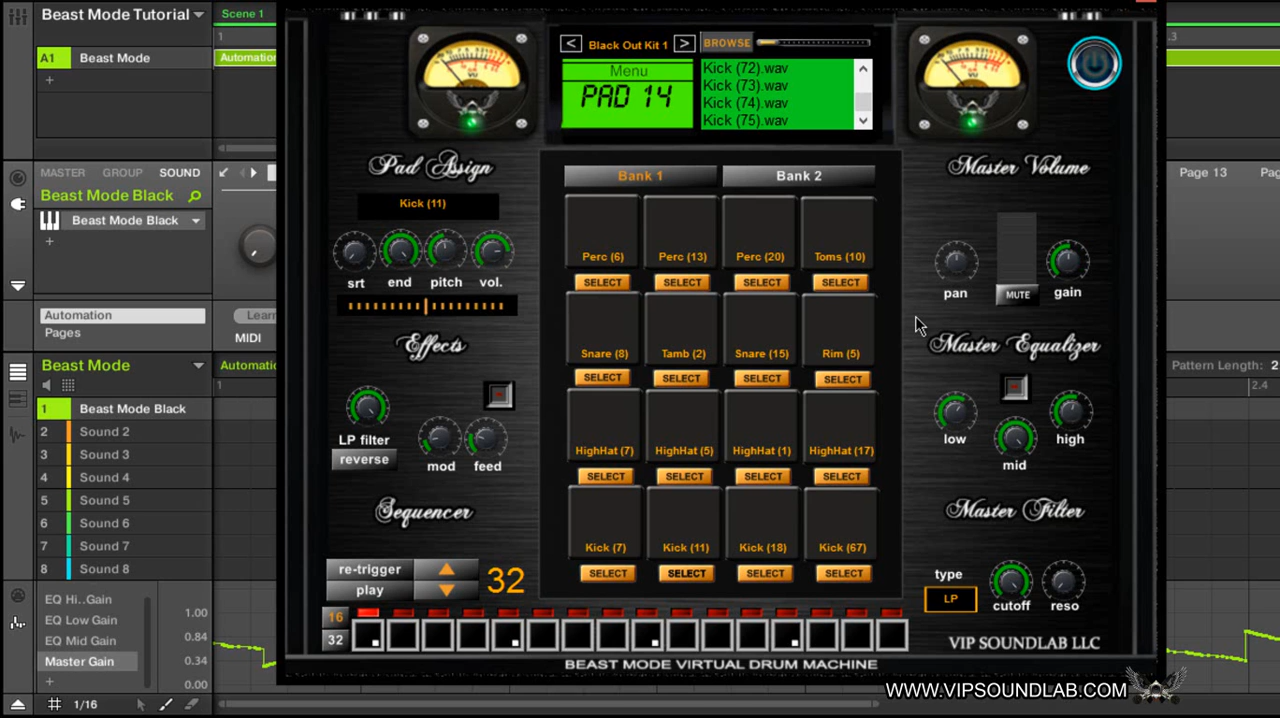 Beast Mode Tutorial
Scene 1
1
.3
A1 Beast Mode
Automation
+
MASTER GROUP SOUND
Beast Mode Black
Beast Mode Black
+
Automation
Pages
Learn
MIDI
Beast Mode
Automation
1
1 Beast Mode Black
2 Sound 2
3 Sound 3
4 Sound 4
5 Sound 5
6 Sound 6
7 Sound 7
8 Sound 8
EQ Hi..Gain 1.00
EQ Low Gain 0.84
EQ Mid Gain 0.34
Master Gain 0.00
+
1/16
VU
< Black Out Kit 1 > BROWSE
Menu
PAD 14
Kick (72).wav
Kick (73).wav
Kick (74).wav
Kick (75).wav
VU
Pad Assign
Kick (11)
srt end pitch vol.
Effects
LP filter
reverse
mod feed
Sequencer
re-trigger
play
32
16
32
Bank 1 Bank 2
Perc (6) Perc (13) Perc (20) Toms (10)
SELECT SELECT SELECT SELECT
Snare (8) Tamb (2) Snare (15) Rim (5)
SELECT SELECT SELECT SELECT
HighHat (7) HighHat (5) HighHat (1) HighHat (17)
SELECT SELECT SELECT SELECT
Kick (7) Kick (11) Kick (18) Kick (67)
SELECT SELECT SELECT SELECT
Master Volume
pan MUTE gain
Master Equalizer
low mid high
Master Filter
type
LP
cutoff reso
VIP SOUNDLAB LLC
BEAST MODE VIRTUAL DRUM MACHINE
WWW.VIPSOUNDLAB.COM
Page 13
Pattern Length: 2
2.4